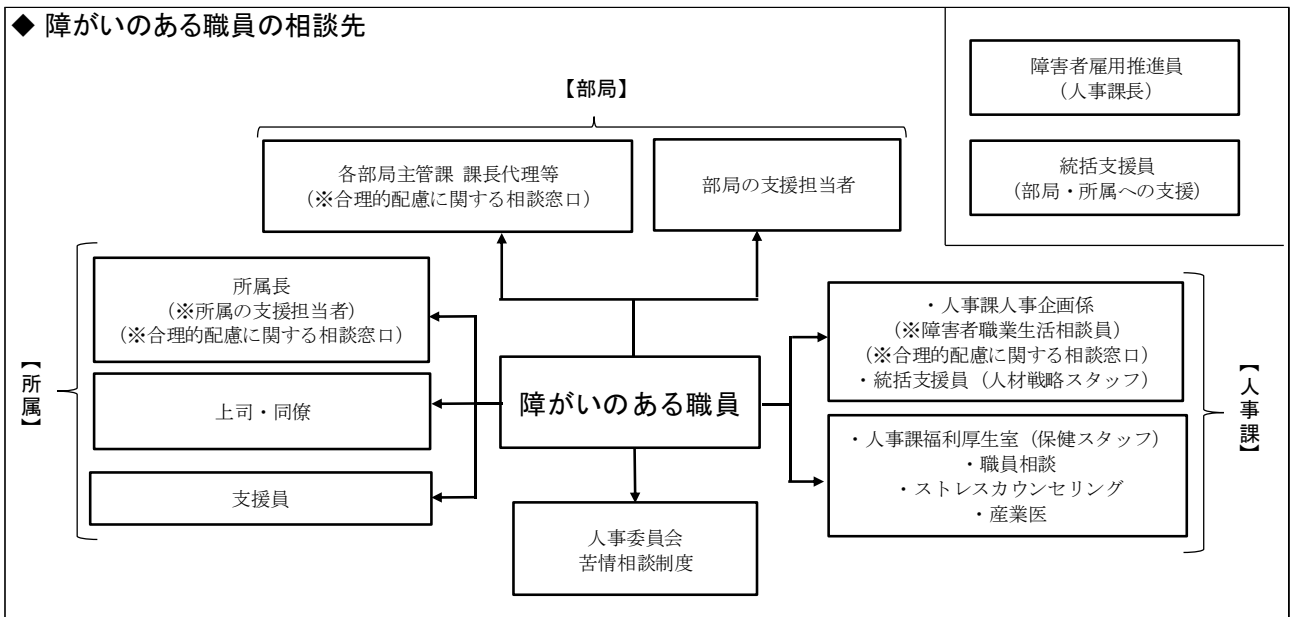 ◆ 障がいのある職員の相談先
障害者雇用推進員
(人事課長)
統括支援員
(部局・所属への支援)
【部局】
各部局主管課 課長代理等
(※合理的配慮に関する相談窓口)
部局の支援担当者
【所属】
所属長
(※所属の支援担当者)
(※合理的配慮に関する相談窓口)
上司・同僚
支援員
障がいのある職員
人事委員会
苦情相談制度
・人事課人事企画係
(※障害者職業生活相談員)
(※合理的配慮に関する相談窓口)
・統括支援員(人材戦略スタッフ)
・人事課福利厚生室(保健スタッフ)
・職員相談
・ストレスカウンセリング
・産業医
【人事課】